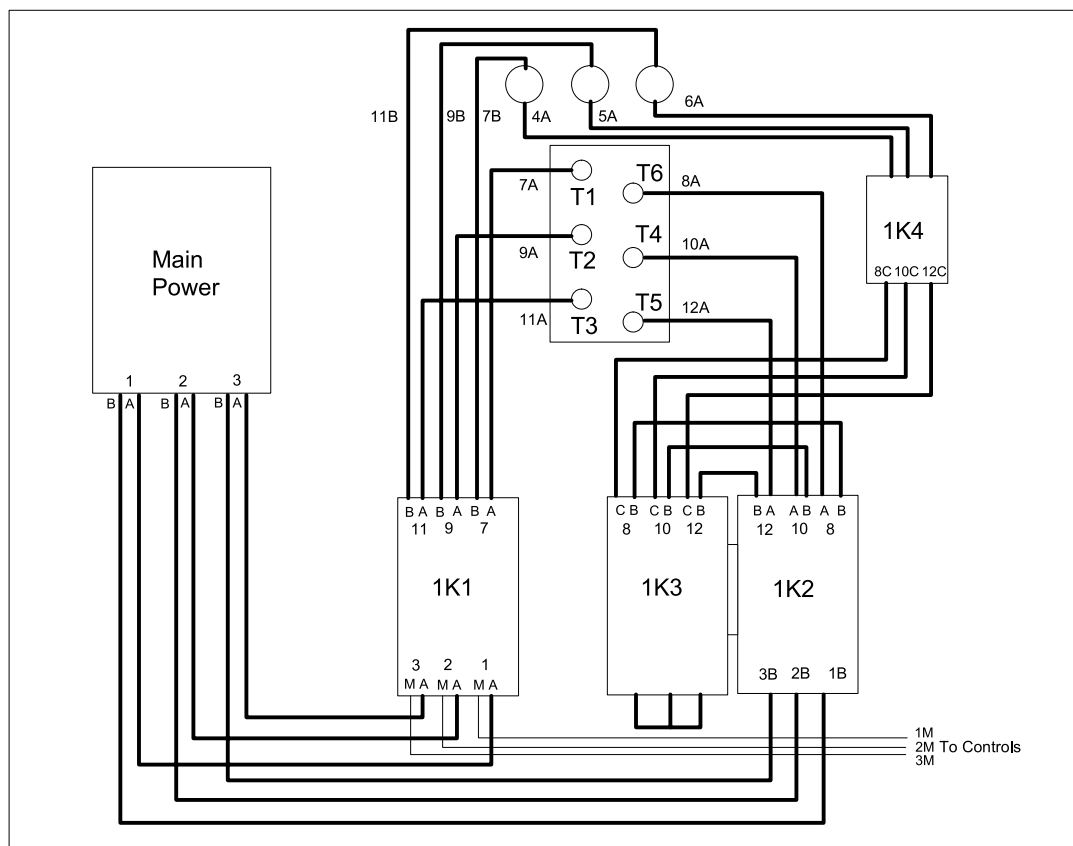 6A
11B 9B 7B 4A 5A
7A T6 8A
T1
1K4
T4 10A
Main
Power
9A T2
8C 10C 12C
T5 12A
11A T3
1 2 3
B A B A B A
B A B A B A
11 9 7
C B C B C B
8 10 12
B A A B A B
12 10 8
1K1
1K3
1K2
3 2 1
M A M A M A
3B 2B 1B
1M
2M To Controls
3M